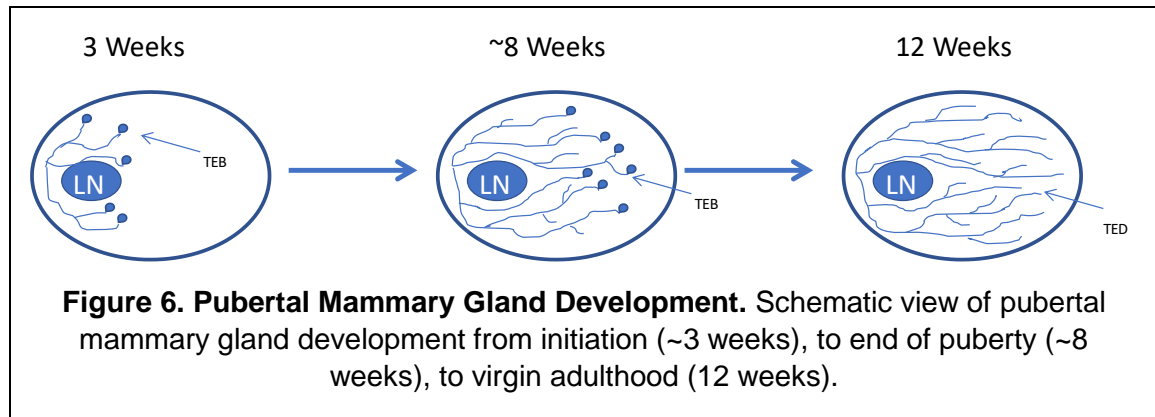 3 Weeks
~8 Weeks
12 Weeks
TEB
LN
LN
TEB
LN
TED
Figure 6. Pubertal Mammary Gland Development. Schematic view of pubertal
mammary gland development from initiation (~3 weeks), to end of puberty (~8
weeks), to virgin adulthood (12 weeks).